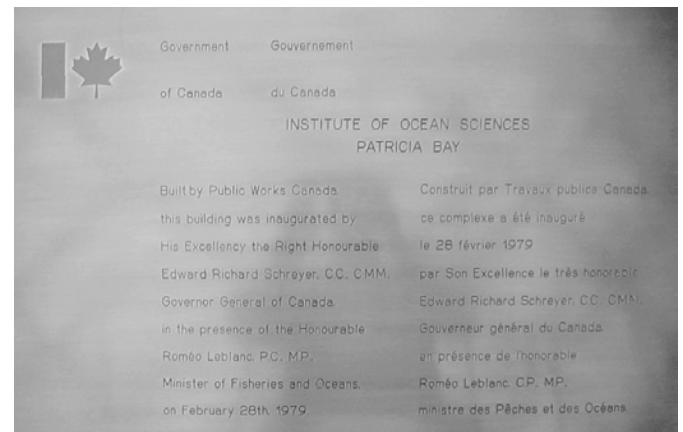 Government Gouvernement
of Canada du Canada
INSTITUTE OF OCEAN SCIENCES
PATRICIA BAY
Built by Public Works Canada
this building was inaugurated by
His Excellency the Right Honourable
Edward Richard Schreyer, CC, CMM,
Governor General of Canada
in the presence of the Honourable
Roméo Leblanc, P.C., M.P.,
Minister of Fisheries and Oceans,
on February 28th, 1979
Construit par Travaux publics Canada
ce complexe a été inauguré
le 28 février 1979
par Son Excellence le très honorable
Edward Richard Schreyer, CC, CMM,
Gouverneur général du Canada
en présence de l'honorable
Roméo Leblanc, CP, MP,
ministre des Pêches et des Océans